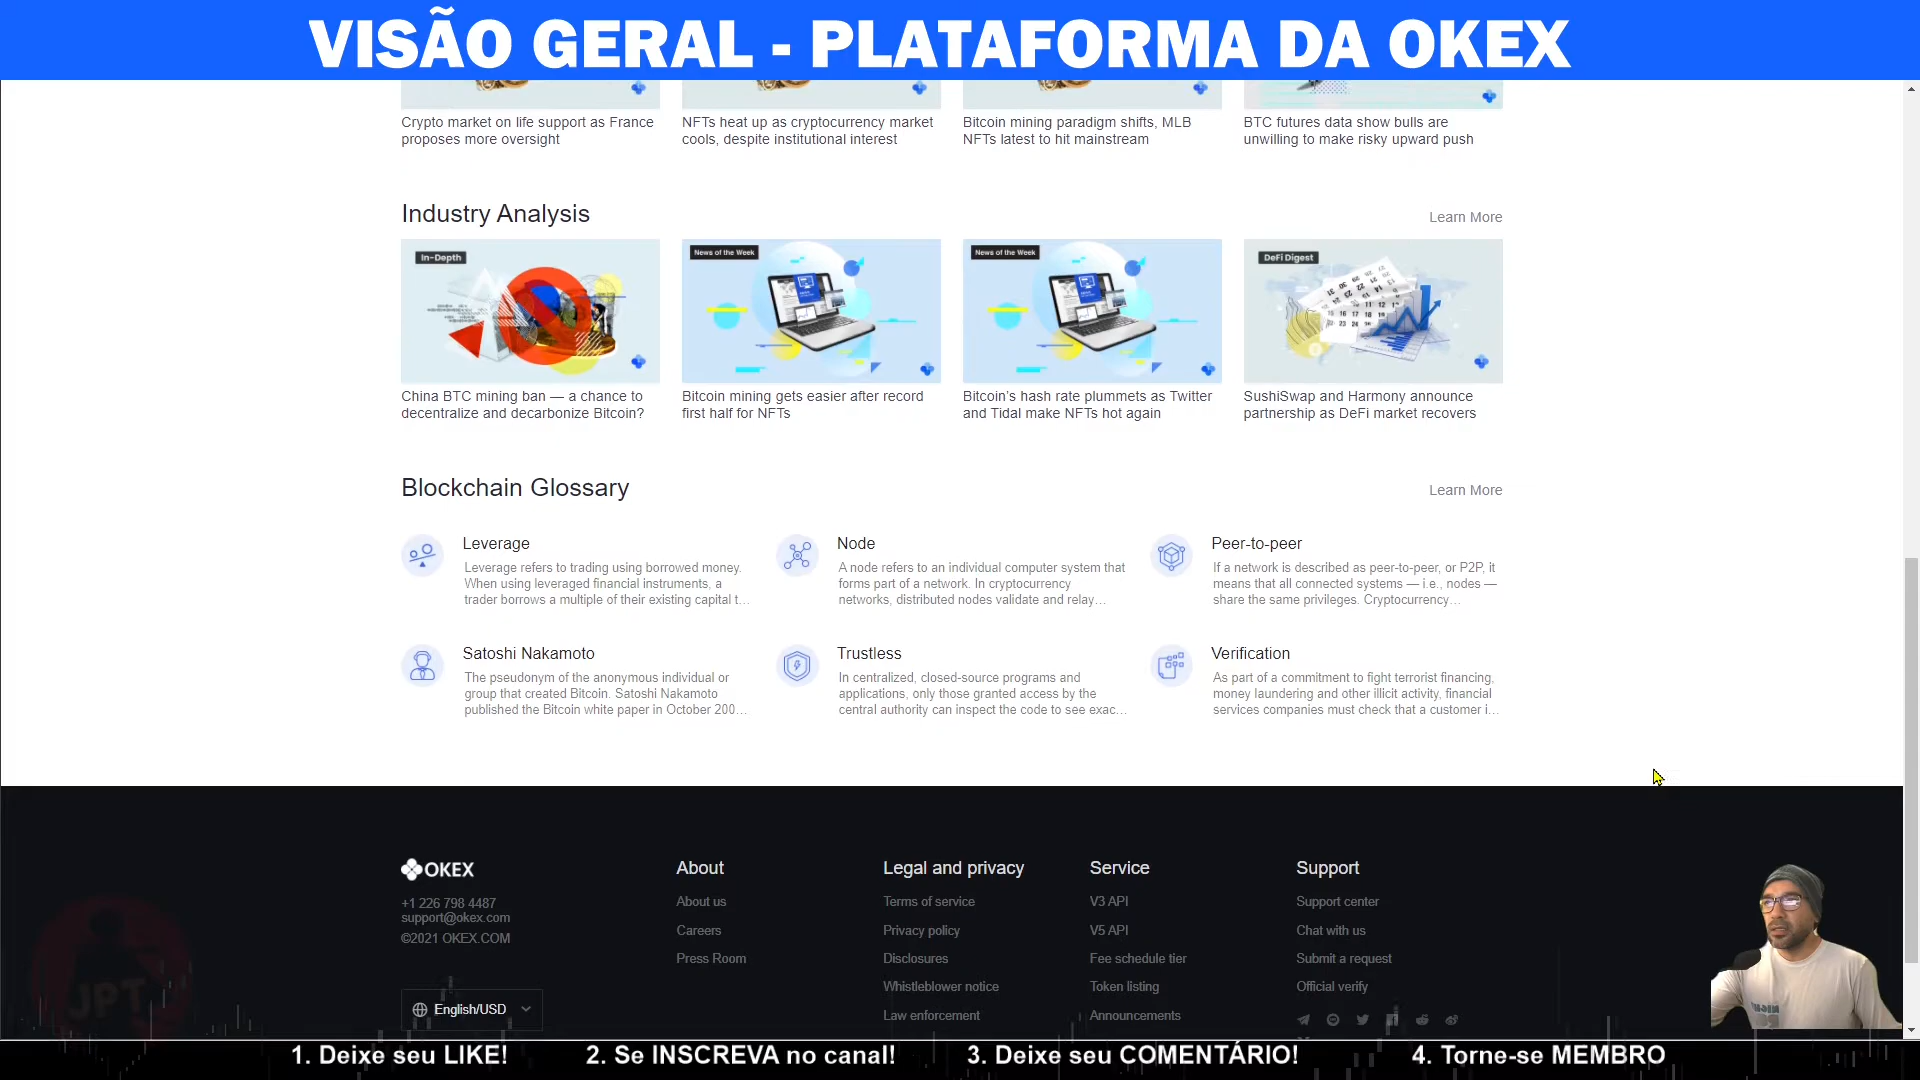 VISÃO GERAL - PLATAFORMA DA OKEX
Crypto market on life support as France
proposes more oversight
NFTs heat up as cryptocurrency market
cools, despite institutional interest
Bitcoin mining paradigm shifts, MLB
NFTs latest to hit mainstream
BTC futures data show bulls are
unwilling to make risky upward push
Industry Analysis
Learn More
In-Depth
News of the Week
News of the Week
DeFi Digest
China BTC mining ban — a chance to
decentralize and decarbonize Bitcoin?
Bitcoin mining gets easier after record
first half for NFTs
Bitcoin’s hash rate plummets as Twitter
and Tidal make NFTs hot again
SushiSwap and Harmony announce
partnership as DeFi market recovers
Blockchain Glossary
Learn More
Leverage
Leverage refers to trading using borrowed money.
When using leveraged financial instruments, a
trader borrows a multiple of their existing capital t...
Node
A node refers to an individual computer system that
forms part of a network. In cryptocurrency
networks, distributed nodes validate and relay...
Peer-to-peer
If a network is described as peer-to-peer, or P2P, it
means that all connected systems — i.e., nodes —
share the same privileges. Cryptocurrency...
Satoshi Nakamoto
The pseudonym of the anonymous individual or
group that created Bitcoin. Satoshi Nakamoto
published the Bitcoin white paper in October 200...
Trustless
In centralized, closed-source programs and
applications, only those granted access by the
central authority can inspect the code to see exac...
Verification
As part of a commitment to fight terrorist financing,
money laundering and other illicit activity, financial
services companies must check that a customer i...
OKEX
+1 226 798 4487
support@okex.com
©2021 OKEX.COM
English/USD
About
About us
Careers
Press Room
Legal and privacy
Terms of service
Privacy policy
Disclosures
Whistleblower notice
Law enforcement
Service
V3 API
V5 API
Fee schedule tier
Token listing
Announcements
Support
Support center
Chat with us
Submit a request
Official verify
JPT
1. Deixe seu LIKE!
2. Se INSCREVA no canal!
3. Deixe seu COMENTÁRIO!
4. Torne-se MEMBRO